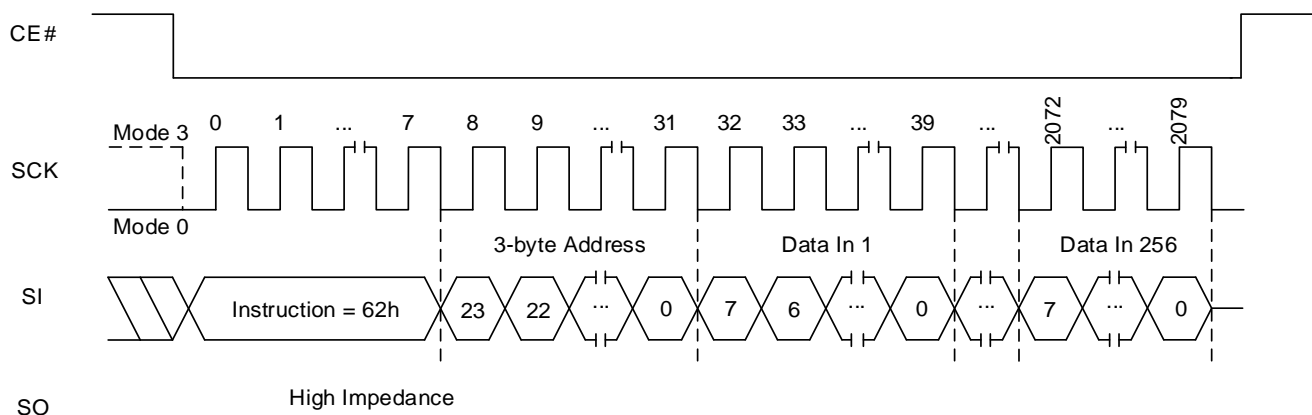 CE#
0 1 ... 7 8 9 ... 31 32 33 ... 39 ... 2072 ... 2079
Mode 3
SCK
Mode 0
3-byte Address Data In 1 Data In 256
SI
Instruction = 62h 23 22 ... 0 7 6 ... 0 ... 7 ... 0
High Impedance
SO